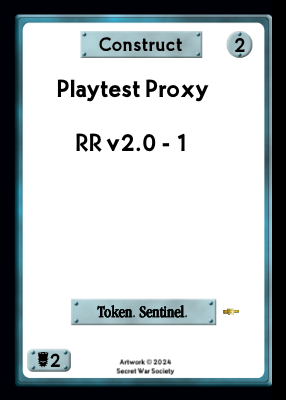 Construct
2
Playtest Proxy
RR v2.0 - 1
Token. Sentinel.
2
Artwork © 2024
Secret War Society